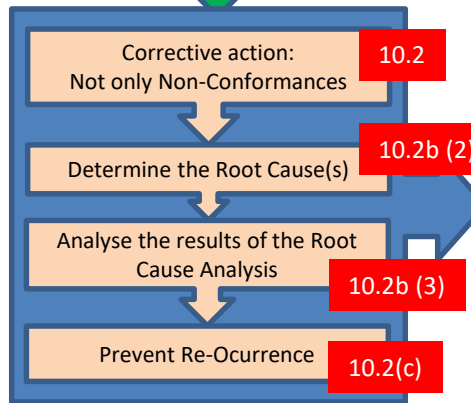 Corrective action:
Not only Non-Conformances
10.2
Determine the Root Cause(s)
10.2b (2)
Analyse the results of the Root
Cause Analysis
10.2b (3)
Prevent Re-Ocurrence
10.2(c)